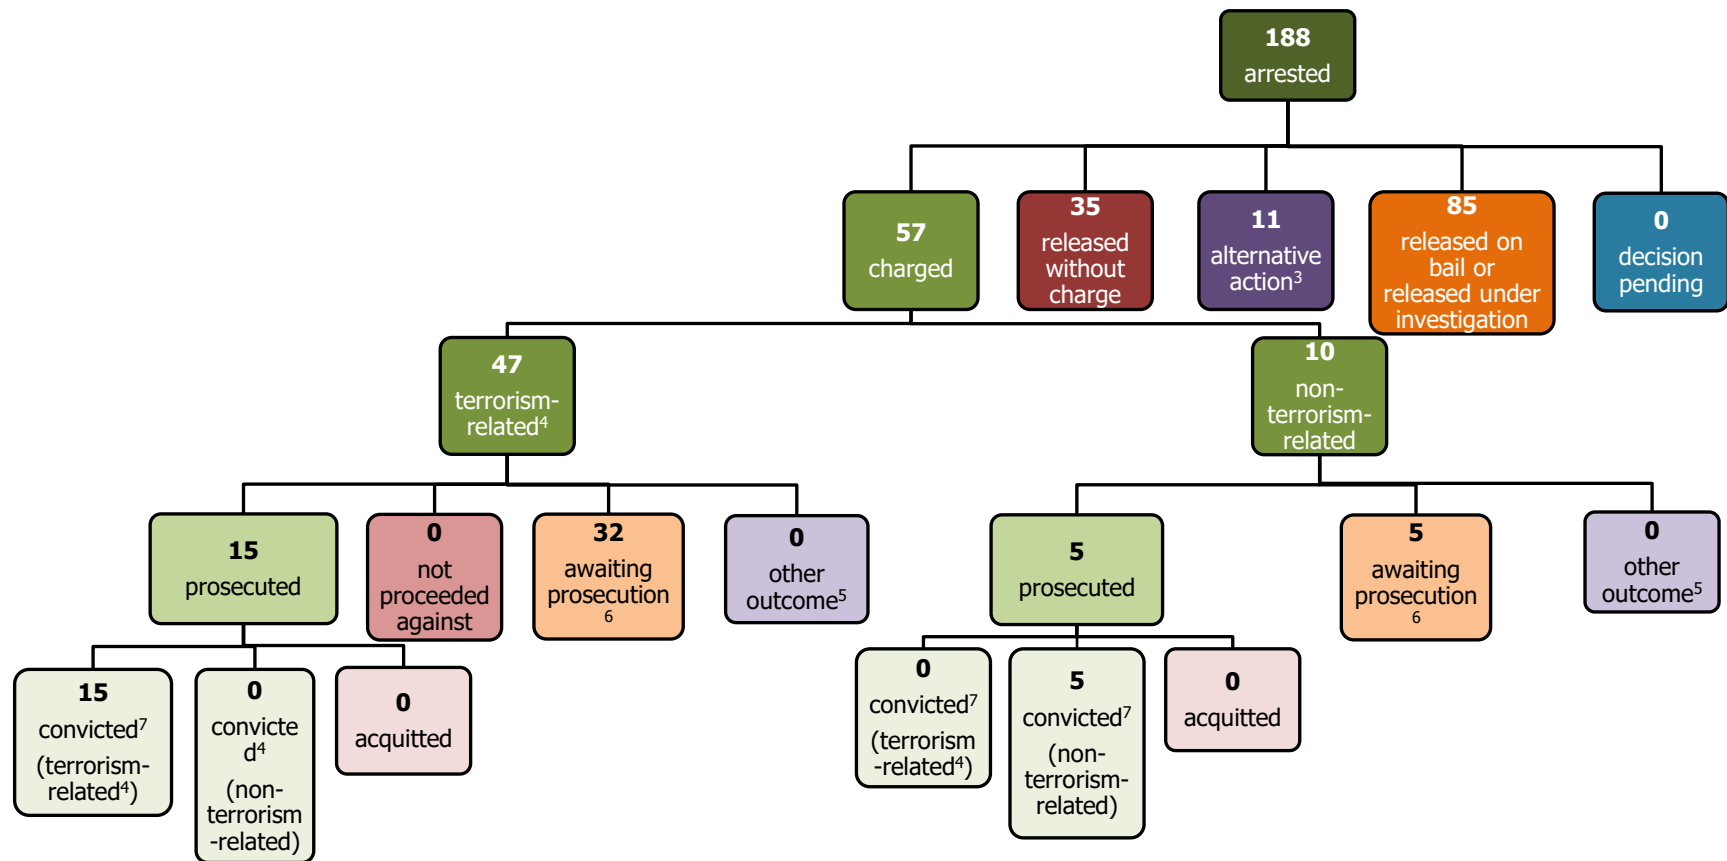 188
arrested
57
charged
35
released
without
charge
11
alternative
action³
85
released on
bail or
released under
investigation
0
decision
pending
47
terrorism-
related⁴
10
non-
terrorism-
related
15
prosecuted
0
not
proceeded
against
32
awaiting
prosecution
6
0
other
outcome⁵
5
prosecuted
5
awaiting
prosecution
6
0
other
outcome⁵
15
convicted⁷
(terrorism-
related⁴)
0
convicte
d⁴
(non-
terrorism
-related)
0
acquitted
0
convicted⁷
(terrorism
-related⁴)
5
convicted⁷
(non-
terrorism-
related)
0
acquitted